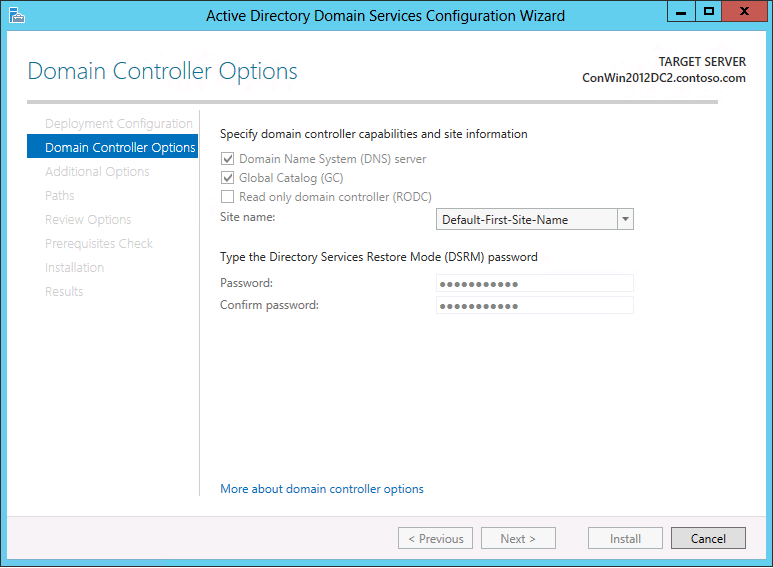 Active Directory Domain Services Configuration Wizard
Domain Controller Options
TARGET SERVER
ConWin2012DC2.contoso.com
Deployment Configuration
Domain Controller Options
Additional Options
Paths
Review Options
Prerequisites Check
Installation
Results
Specify domain controller capabilities and site information
Domain Name System (DNS) server
Global Catalog (GC)
Read only domain controller (RODC)
Site name: Default-First-Site-Name
Type the Directory Services Restore Mode (DSRM) password
Password: ●●●●●●●●●●●
Confirm password: ●●●●●●●●●●●
More about domain controller options
< Previous Next > Install Cancel